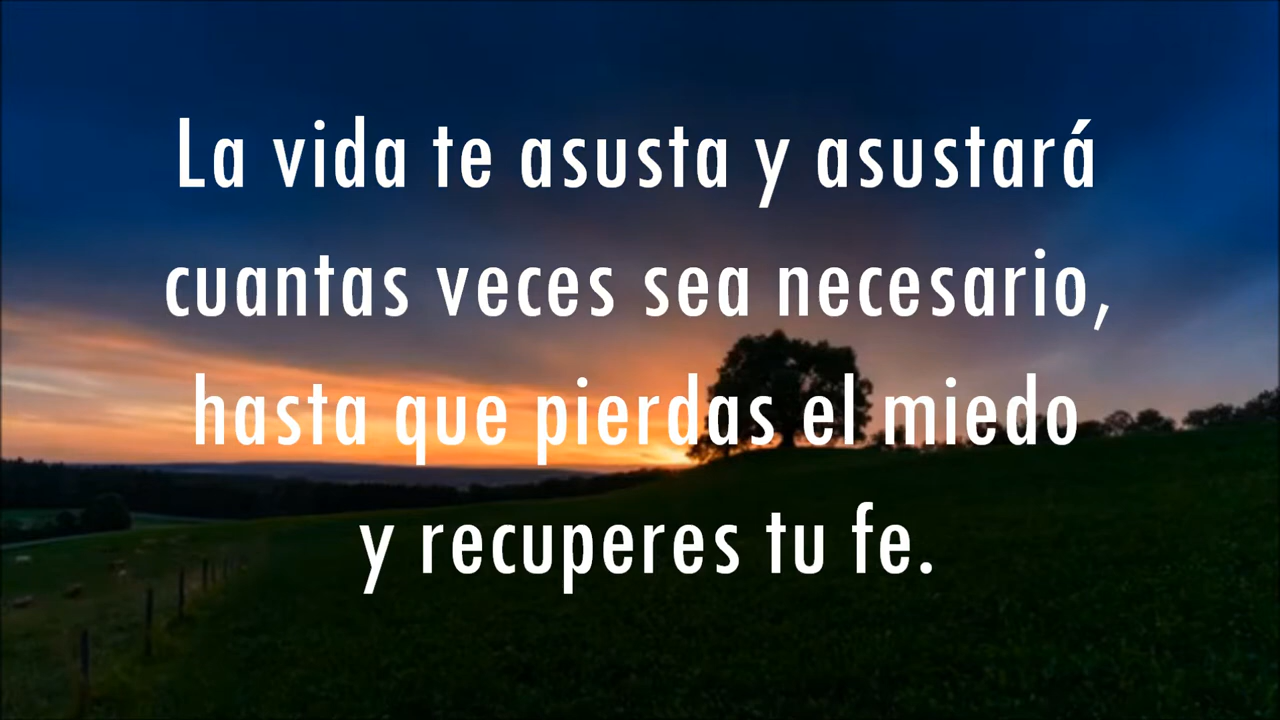 La vida te asusta y asustará
cuantas veces sea necesario,
hasta que pierdas el miedo
y recuperes tu fe.